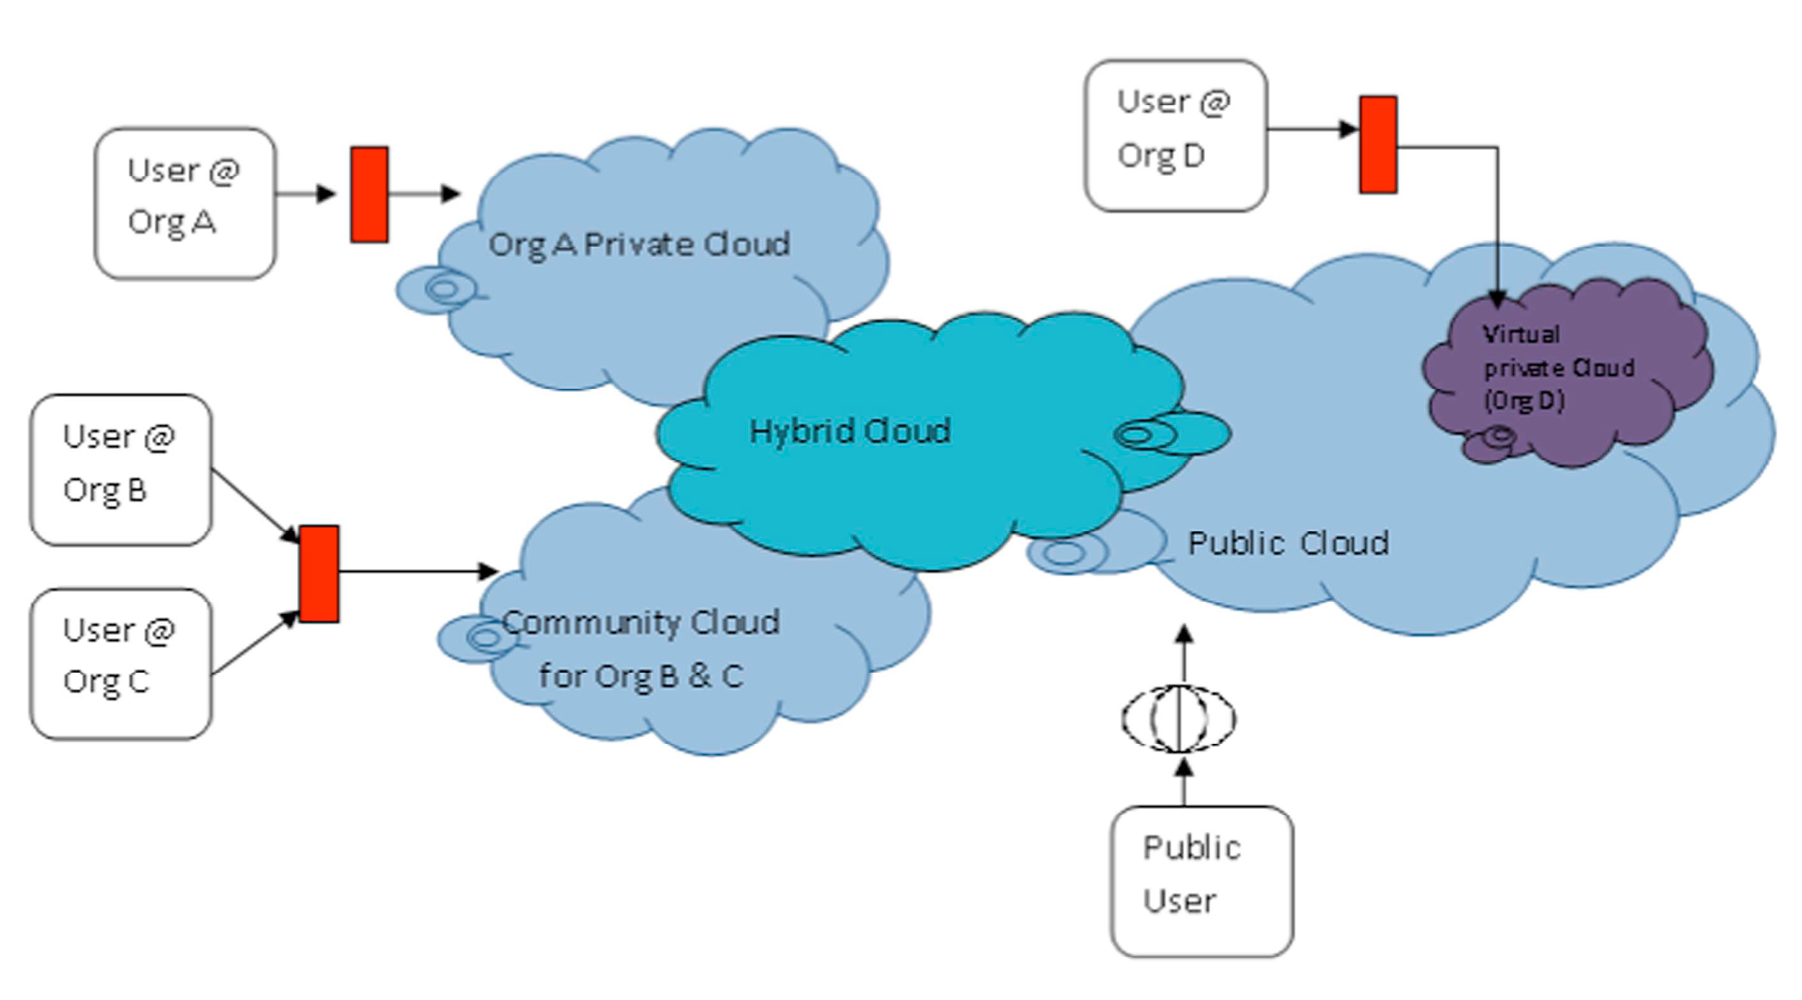 User @
Org A
Org A Private Cloud
User @
Org D
Virtual
private Cloud
(Org D)
User @
Org B
Hybrid Cloud
Public Cloud
User @
Org C
Community Cloud
for Org B & C
Public
User